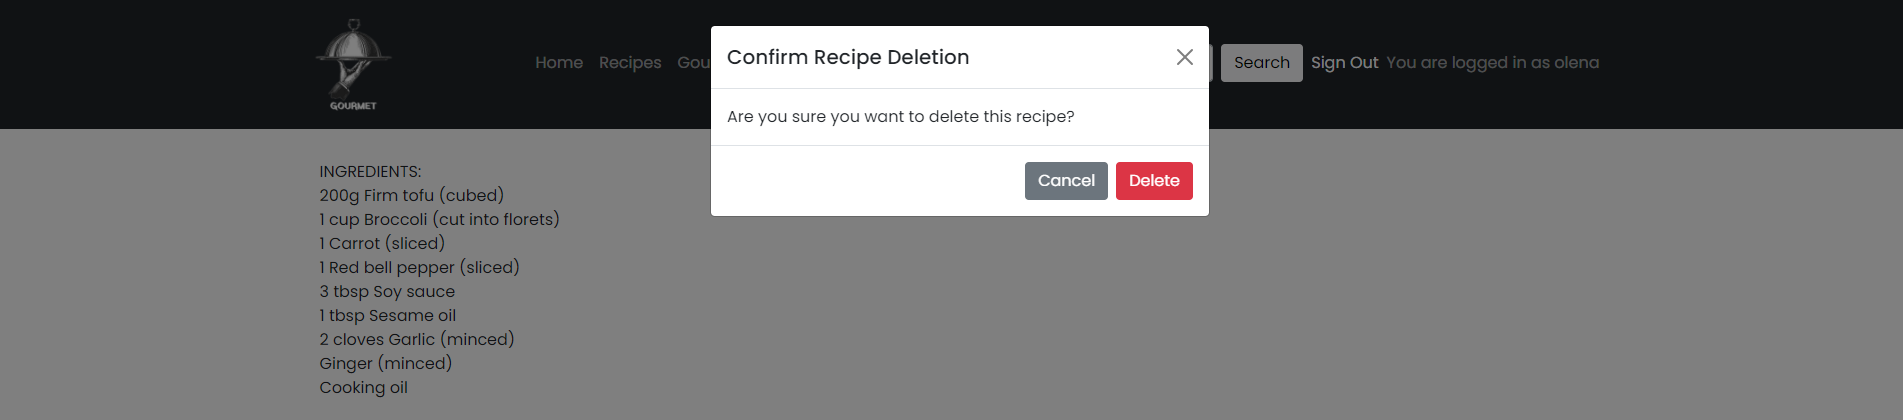 GOURMET
Home Recipes Gou
Search Sign Out You are logged in as olena
Confirm Recipe Deletion
Are you sure you want to delete this recipe?
Cancel Delete
INGREDIENTS:
200g Firm tofu (cubed)
1 cup Broccoli (cut into florets)
1 Carrot (sliced)
1 Red bell pepper (sliced)
3 tbsp Soy sauce
1 tbsp Sesame oil
2 cloves Garlic (minced)
Ginger (minced)
Cooking oil